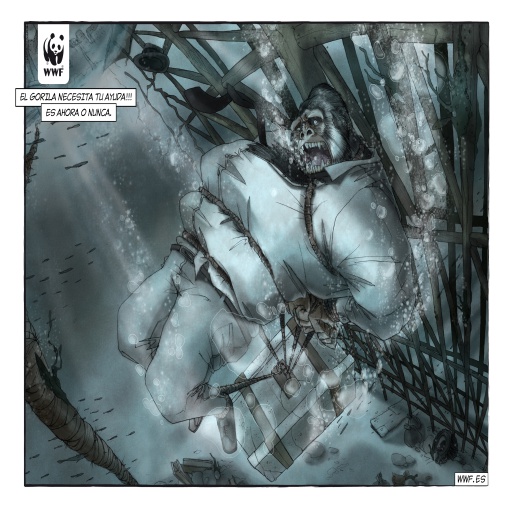 WWF
EL GORILA NECESITA TU AYUDA!!!
ES AHORA O NUNCA.
WWF.ES